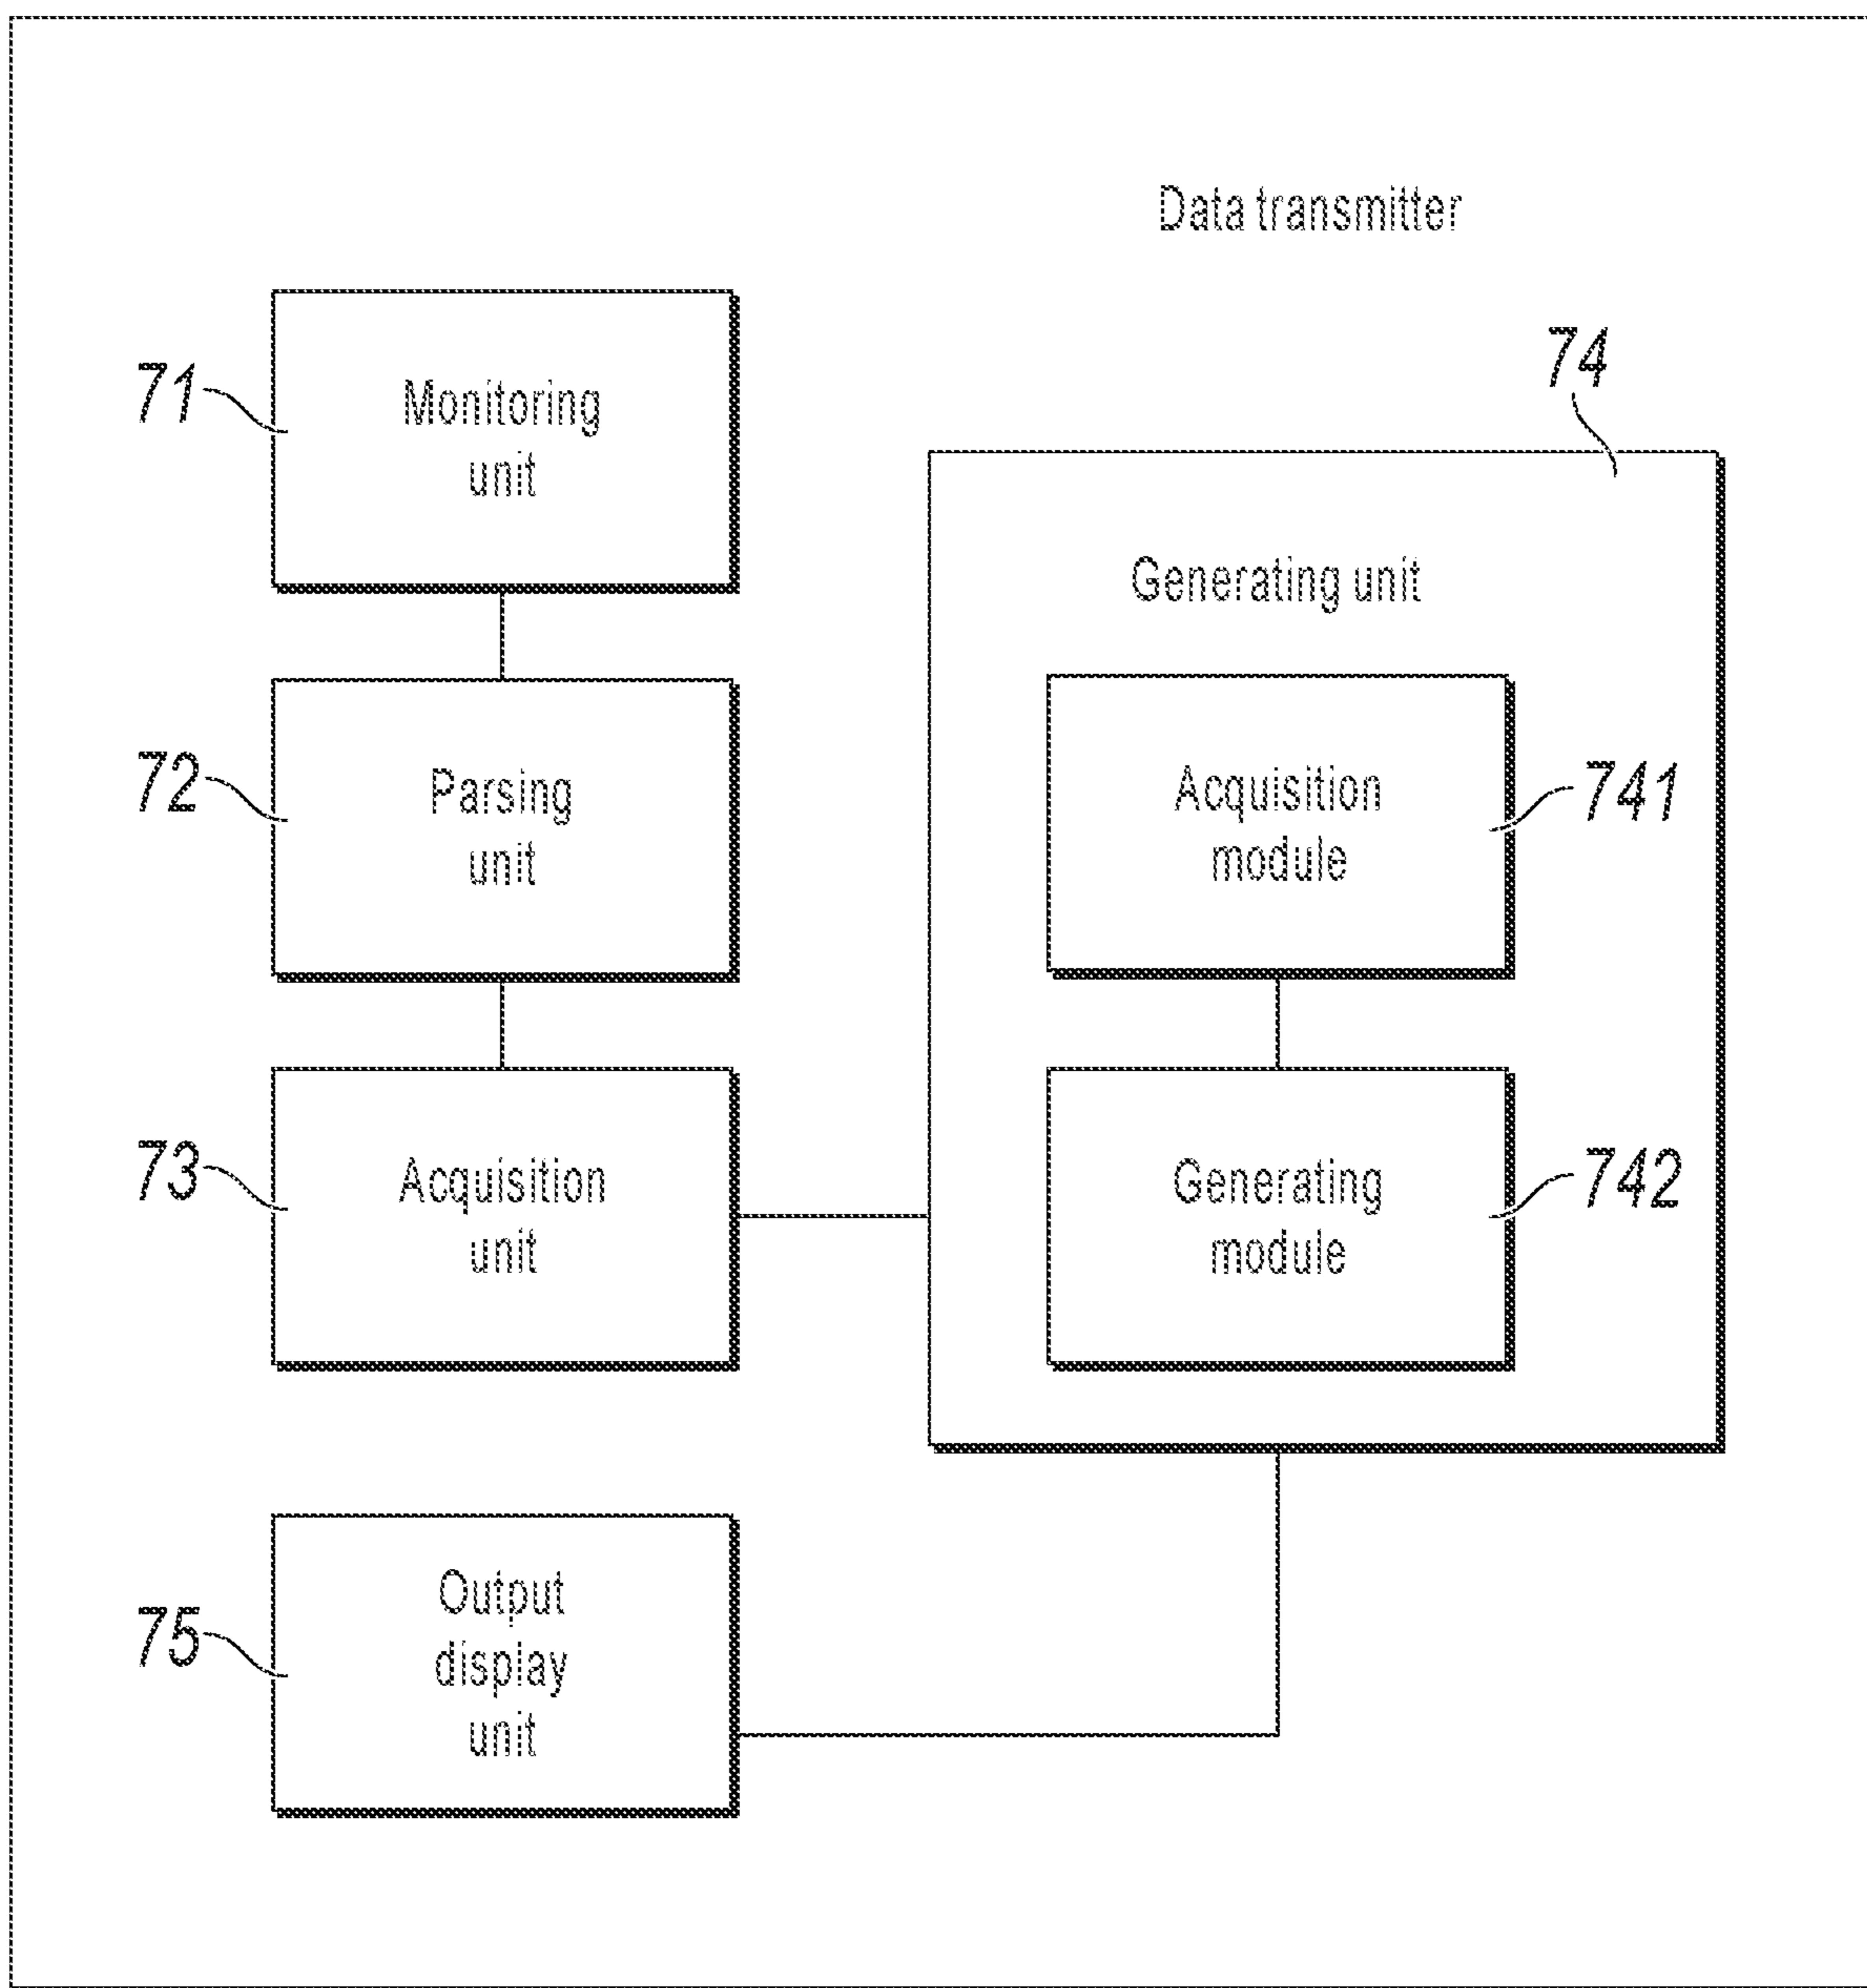 Data transmitter
71
Monitoring
unit
74
Generating unit
72
Parsing
unit
Acquisition
module
741
73
Acquisition
unit
Generating
module
742
75
Output
display
unit